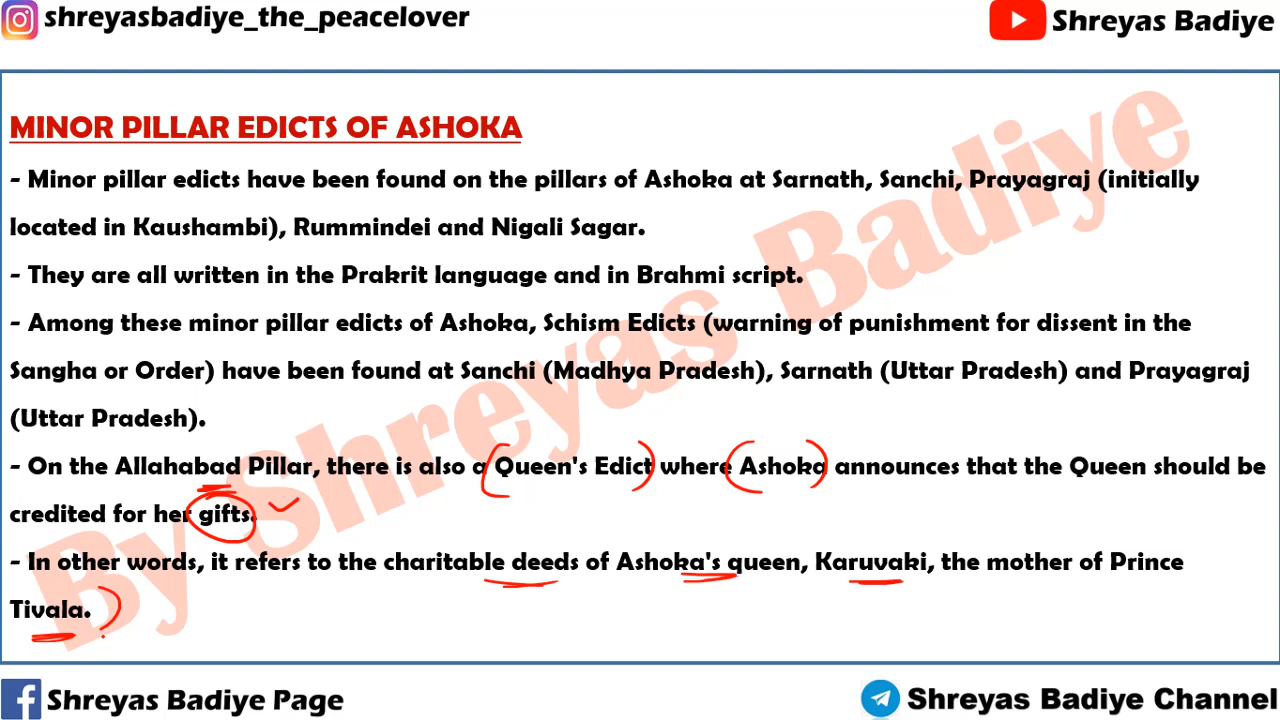 shreyasbadiye_the_peacelover
Shreyas Badiye
MINOR PILLAR EDICTS OF ASHOKA
- Minor pillar edicts have been found on the pillars of Ashoka at Sarnath, Sanchi, Prayagraj (initially
located in Kaushambi), Rummindei and Nigali Sagar.
- They are all written in the Prakrit language and in Brahmi script.
- Among these minor pillar edicts of Ashoka, Schism Edicts (warning of punishment for dissent in the
Sangha or Order) have been found at Sanchi (Madhya Pradesh), Sarnath (Uttar Pradesh) and Prayagraj
(Uttar Pradesh).
- On the Allahabad Pillar, there is also a Queen's Edict where Ashoka announces that the Queen should be
credited for her gifts.
- In other words, it refers to the charitable deeds of Ashoka's queen, Karuvaki, the mother of Prince
Tivala.
By Shreyas Badiye
Shreyas Badiye Page
Shreyas Badiye Channel